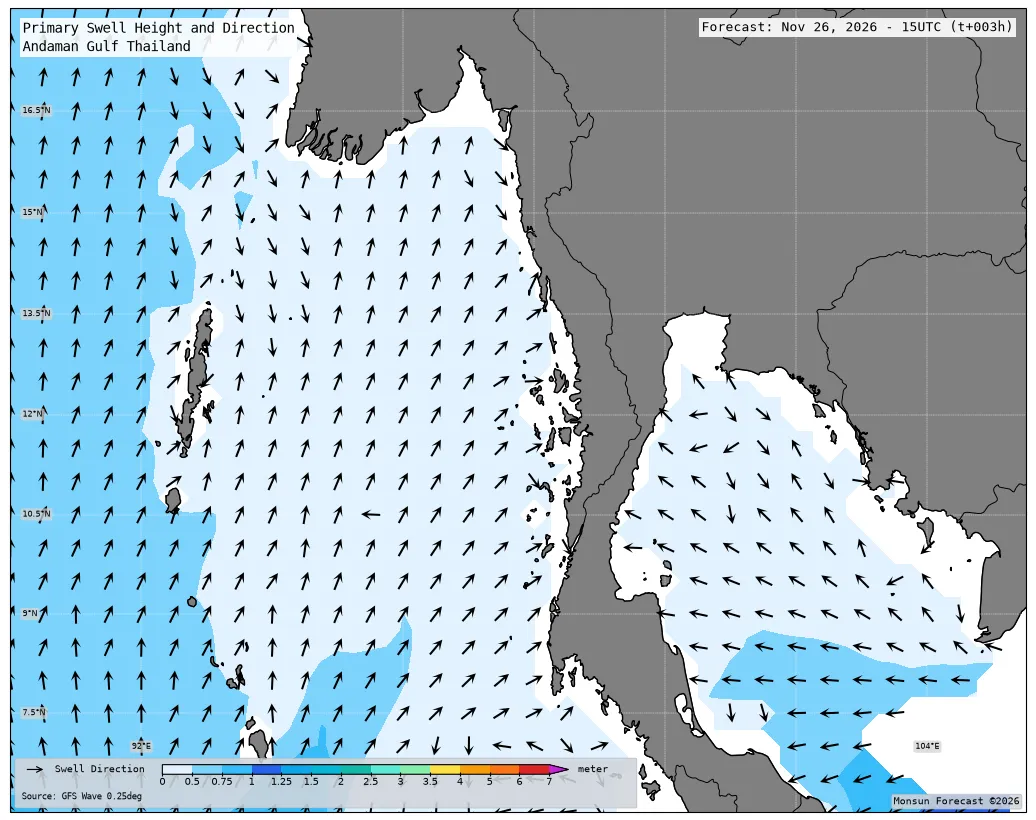 Primary Swell Height and Direction
Andaman Gulf Thailand
Forecast: Nov 26, 2026 - 15UTC (t+003h)
16.5°N
15°N
13.5°N
12°N
10.5°N
9°N
7.5°N
92°E
104°E
Swell Direction
0 0.5 0.75 1 1.25 1.5 2 2.5 3 3.5 4 5 6 7 meter
Source: GFS Wave 0.25deg
Monsun Forecast ©2026